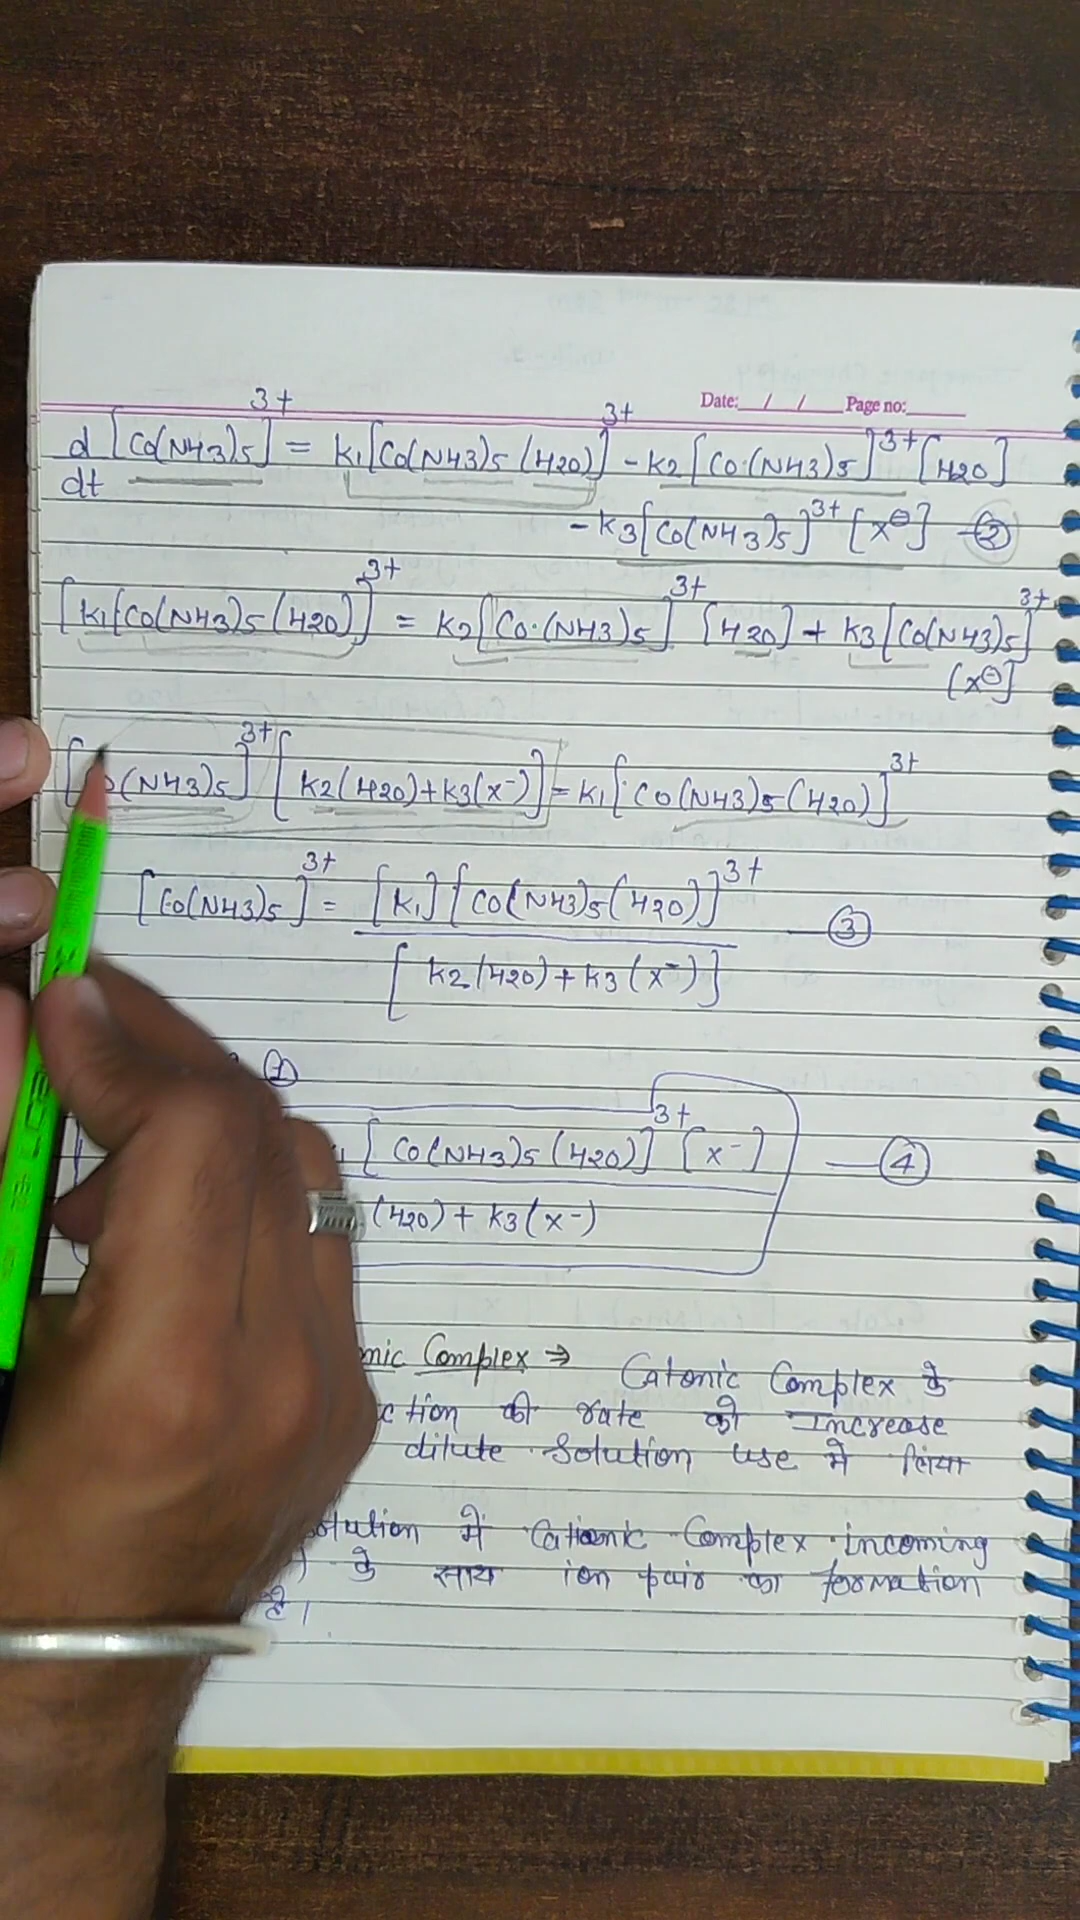 Date: / / Page no:
d/dt [Co(NH3)5]3+ = K1[Co(NH3)5(H2O)]3+ - K2[Co.(NH3)5]3+[H2O]
- K3[Co(NH3)5]3+ [x⊖] - ②
[K1[Co(NH3)5(H2O)]3+ = K2[Co.(NH3)5]3+ [H2O] + K3[Co(NH3)5]3+
[x⊖]
[Co(NH3)5]3+ [K2(H2O)+K3(x-)] = K1[Co(NH3)5(H2O)]3+
[Co(NH3)5]3+ = [K1][Co(NH3)5(H2O)]3+ — ③
[K2(H2O)+K3(x-)]
①
[Co(NH3)5(H2O)]3+ [x-] — ④
(H2O) + K3(x-)
Complex ⇒ Catonic Complex के
की rate को Increase
dilute solution use मे लिया
मे Cationic Complex incoming
के साथ ion pair का formation
है।